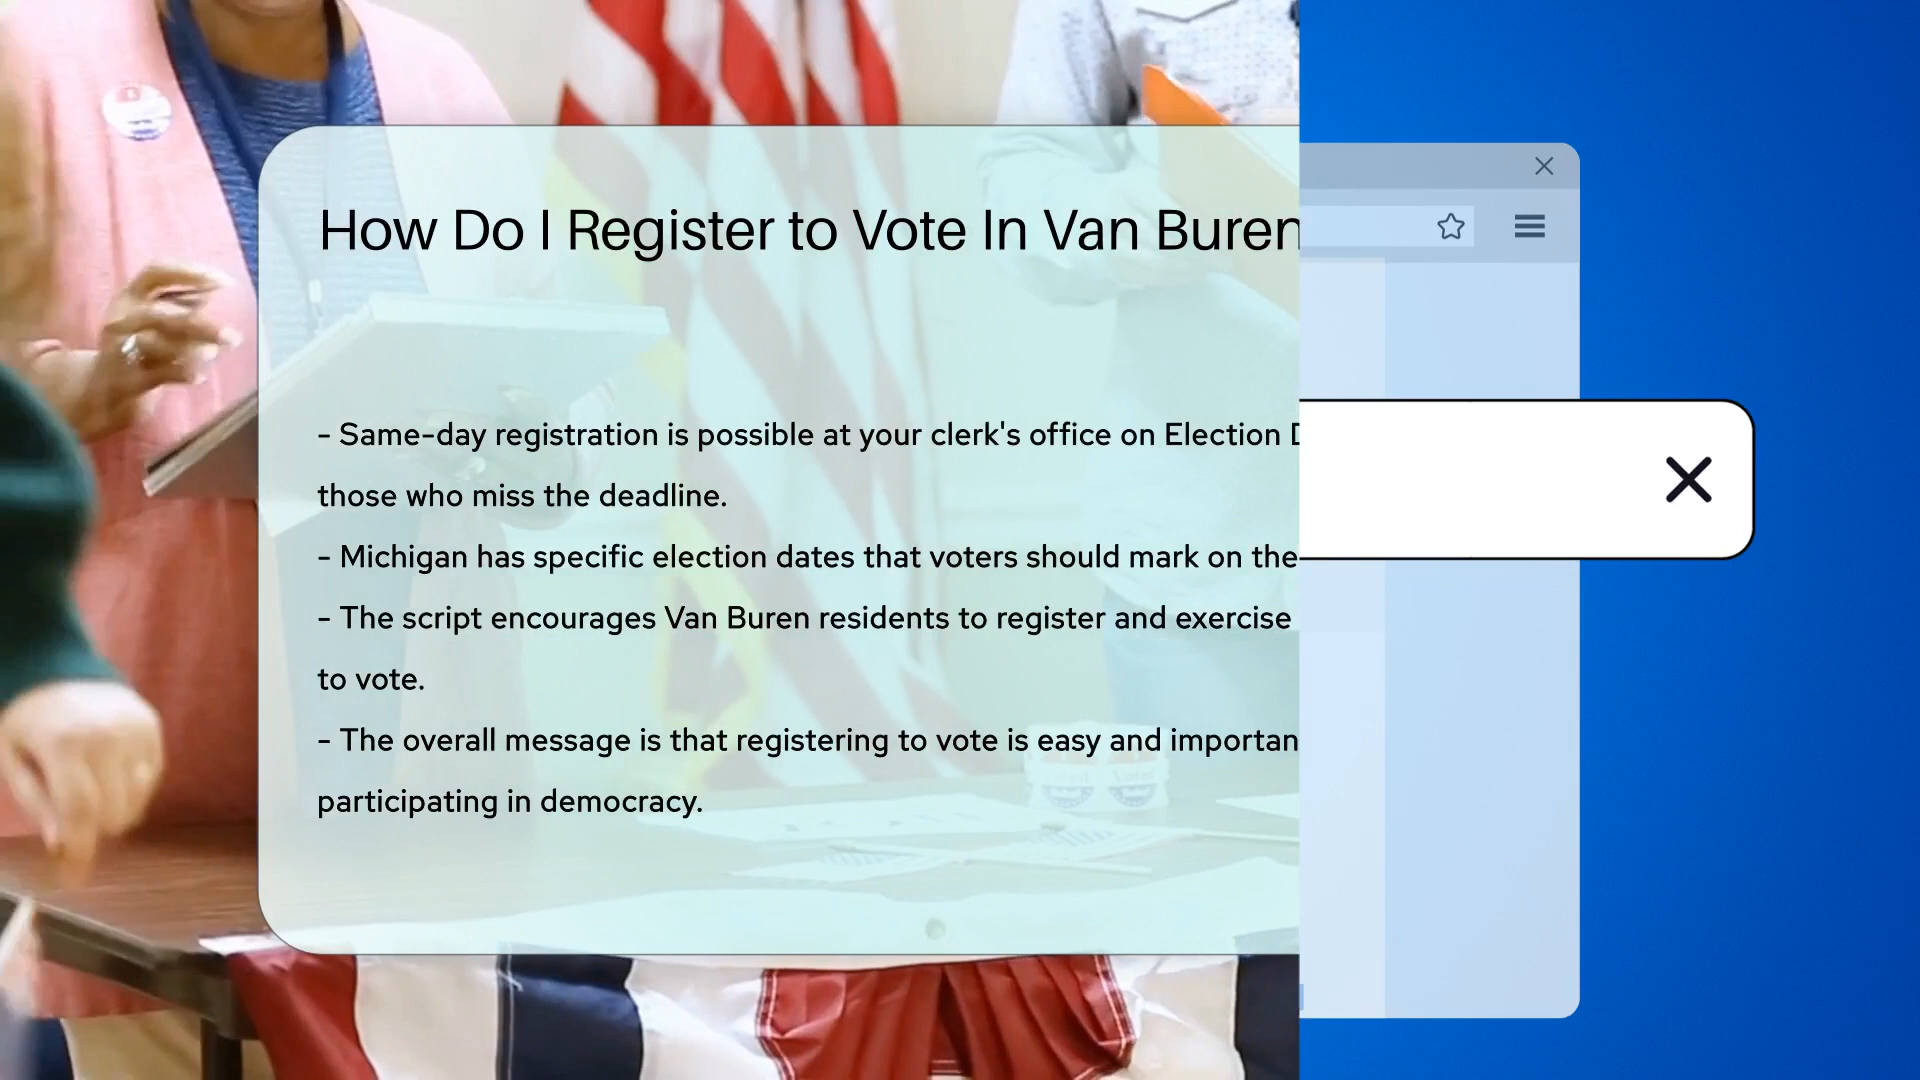 How Do I Register to Vote In Van Buren
- Same-day registration is possible at your clerk's office on Election
those who miss the deadline.
- Michigan has specific election dates that voters should mark on the
- The script encourages Van Buren residents to register and exercise
to vote.
- The overall message is that registering to vote is easy and
participating in democracy.